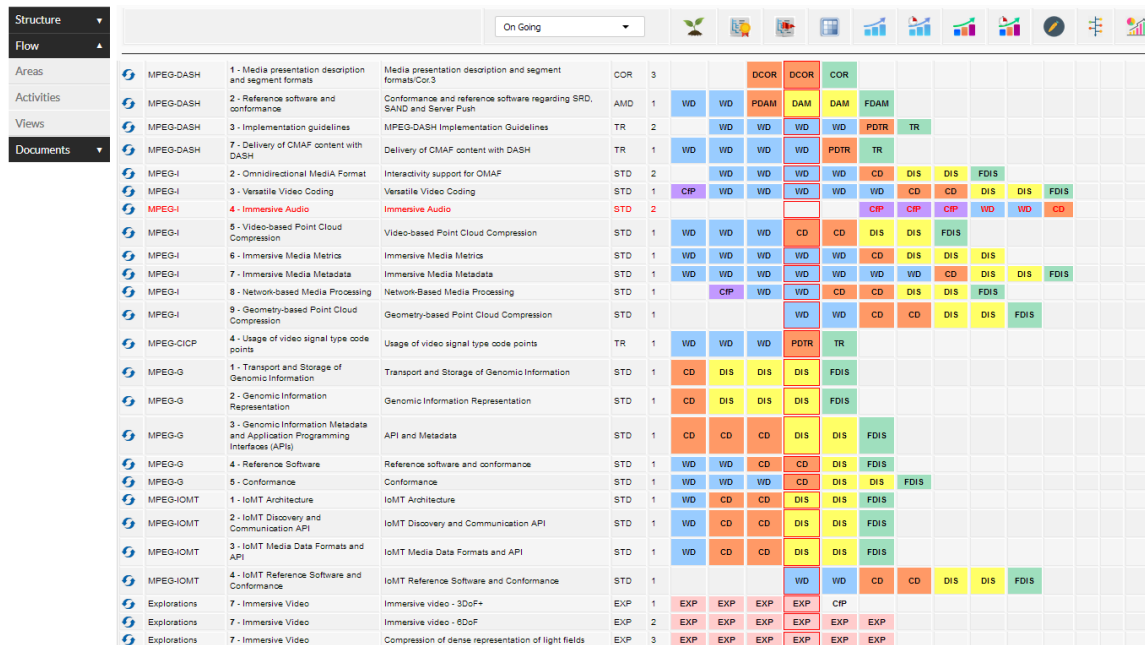 Structure
Flow
Areas
Activities
Views
Documents
On Going
MPEG-DASH 1 - Media presentation description and segment formats Media presentation description and segment formats/Cor.3 COR 3 DCOR DCOR COR
MPEG-DASH 2 - Reference software and conformance Conformance and reference software regarding SRD, SAND and Server Push AMD 1 WD WD PDAM DAM DAM FDAM
MPEG-DASH 3 - Implementation guidelines MPEG-DASH Implementation Guidelines TR 2 WD WD WD WD PDTR TR
MPEG-DASH 7 - Delivery of CMAF content with DASH Delivery of CMAF content with DASH TR 1 WD WD WD WD PDTR TR
MPEG-I 2 - Omnidirectional MediA Format Interactivity support for OMAF STD 2 WD WD WD WD CD DIS DIS FDIS
MPEG-I 3 - Versatile Video Coding Versatile Video Coding STD 1 CfP WD WD WD WD WD CD CD DIS DIS FDIS
MPEG-I 4 - Immersive Audio Immersive Audio STD 2 CfP CfP CfP WD WD CD
MPEG-I 5 - Video-based Point Cloud Compression Video-based Point Cloud Compression STD 1 WD WD WD CD CD DIS DIS FDIS
MPEG-I 6 - Immersive Media Metrics Immersive Media Metrics STD 1 WD WD WD WD WD CD DIS DIS DIS
MPEG-I 7 - Immersive Media Metadata Immersive Media Metadata STD 1 WD WD WD WD WD WD WD CD DIS DIS FDIS
MPEG-I 8 - Network-based Media Processing Network-Based Media Processing STD 1 CfP WD WD CD CD DIS DIS FDIS
MPEG-I 9 - Geometry-based Point Cloud Compression Geometry-based Point Cloud Compression STD 1 WD WD CD CD DIS DIS FDIS
MPEG-CICP 4 - Usage of video signal type code points Usage of video signal type code points TR 1 WD WD WD PDTR TR
MPEG-G 1 - Transport and Storage of Genomic Information Transport and Storage of Genomic Information STD 1 CD DIS DIS DIS FDIS
MPEG-G 2 - Genomic Information Representation Genomic Information Representation STD 1 CD DIS DIS DIS FDIS
MPEG-G 3 - Genomic Information Metadata and Application Programming Interfaces (APIs) API and Metadata STD 1 CD CD CD DIS DIS FDIS
MPEG-G 4 - Reference Software Reference software and conformance STD 1 WD WD CD CD DIS FDIS
MPEG-G 5 - Conformance Conformance STD 1 WD WD WD CD DIS DIS FDIS
MPEG-IOMT 1 - IoMT Architecture IoMT Architecture STD 1 WD CD CD DIS DIS FDIS
MPEG-IOMT 2 - IoMT Discovery and Communication API IoMT Discovery and Communication API STD 1 WD CD CD DIS DIS FDIS
MPEG-IOMT 3 - IoMT Media Data Formats and API IoMT Media Data Formats and API STD 1 WD CD CD DIS DIS FDIS
MPEG-IOMT 4 - IoMT Reference Software and Conformance IoMT Reference Software and Conformance STD 1 WD WD CD CD DIS DIS FDIS
Explorations 7 - Immersive Video Immersive video - 3DoF+ EXP 1 EXP EXP EXP EXP CfP
Explorations 7 - Immersive Video Immersive video - 6DoF EXP 2 EXP EXP EXP EXP EXP EXP
Explorations 7 - Immersive Video Compression of dense representation of light fields EXP 3 EXP EXP EXP EXP EXP EXP